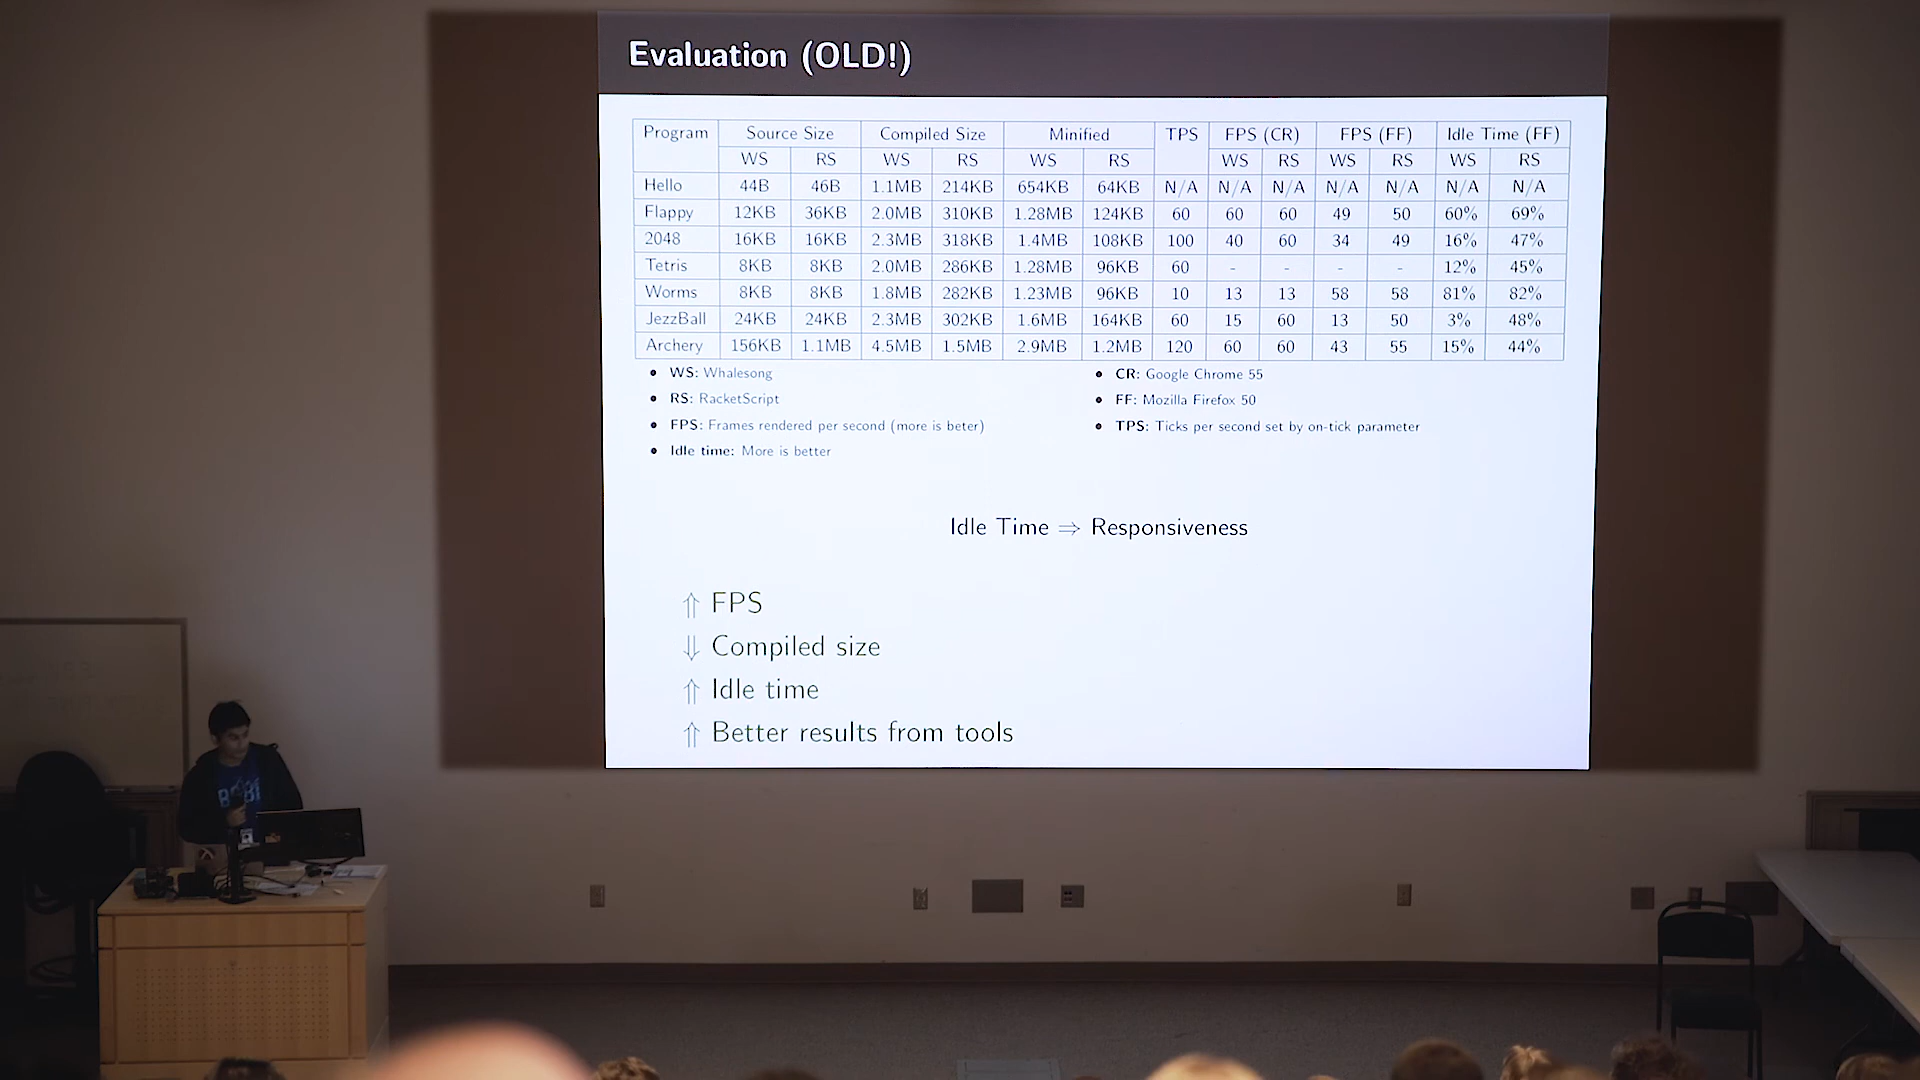 Evaluation (OLD!)
Program Source Size Compiled Size Minified TPS FPS (CR) FPS (FF) Idle Time (FF)
WS RS WS RS WS RS WS RS WS RS WS RS
Hello 44B 46B 1.1MB 214KB 654KB 64KB N/A N/A N/A N/A N/A N/A N/A
Flappy 12KB 36KB 2.0MB 310KB 1.28MB 124KB 60 60 60 49 50 60% 69%
2048 16KB 16KB 2.3MB 318KB 1.4MB 108KB 100 40 60 34 49 16% 47%
Tetris 8KB 8KB 2.0MB 286KB 1.28MB 96KB 60 - - - - 12% 45%
Worms 8KB 8KB 1.8MB 282KB 1.23MB 96KB 10 13 13 58 58 81% 82%
JezzBall 24KB 24KB 2.3MB 302KB 1.6MB 164KB 60 15 60 13 50 3% 48%
Archery 156KB 1.1MB 4.5MB 1.5MB 2.9MB 1.2MB 120 60 60 43 55 15% 44%
• WS: Whalesong
• RS: RacketScript
• FPS: Frames rendered per second (more is beter)
• Idle time: More is better
• CR: Google Chrome 55
• FF: Mozilla Firefox 50
• TPS: Ticks per second set by on-tick parameter
Idle Time ⇒ Responsiveness
⇑ FPS
⇓ Compiled size
⇑ Idle time
⇑ Better results from tools